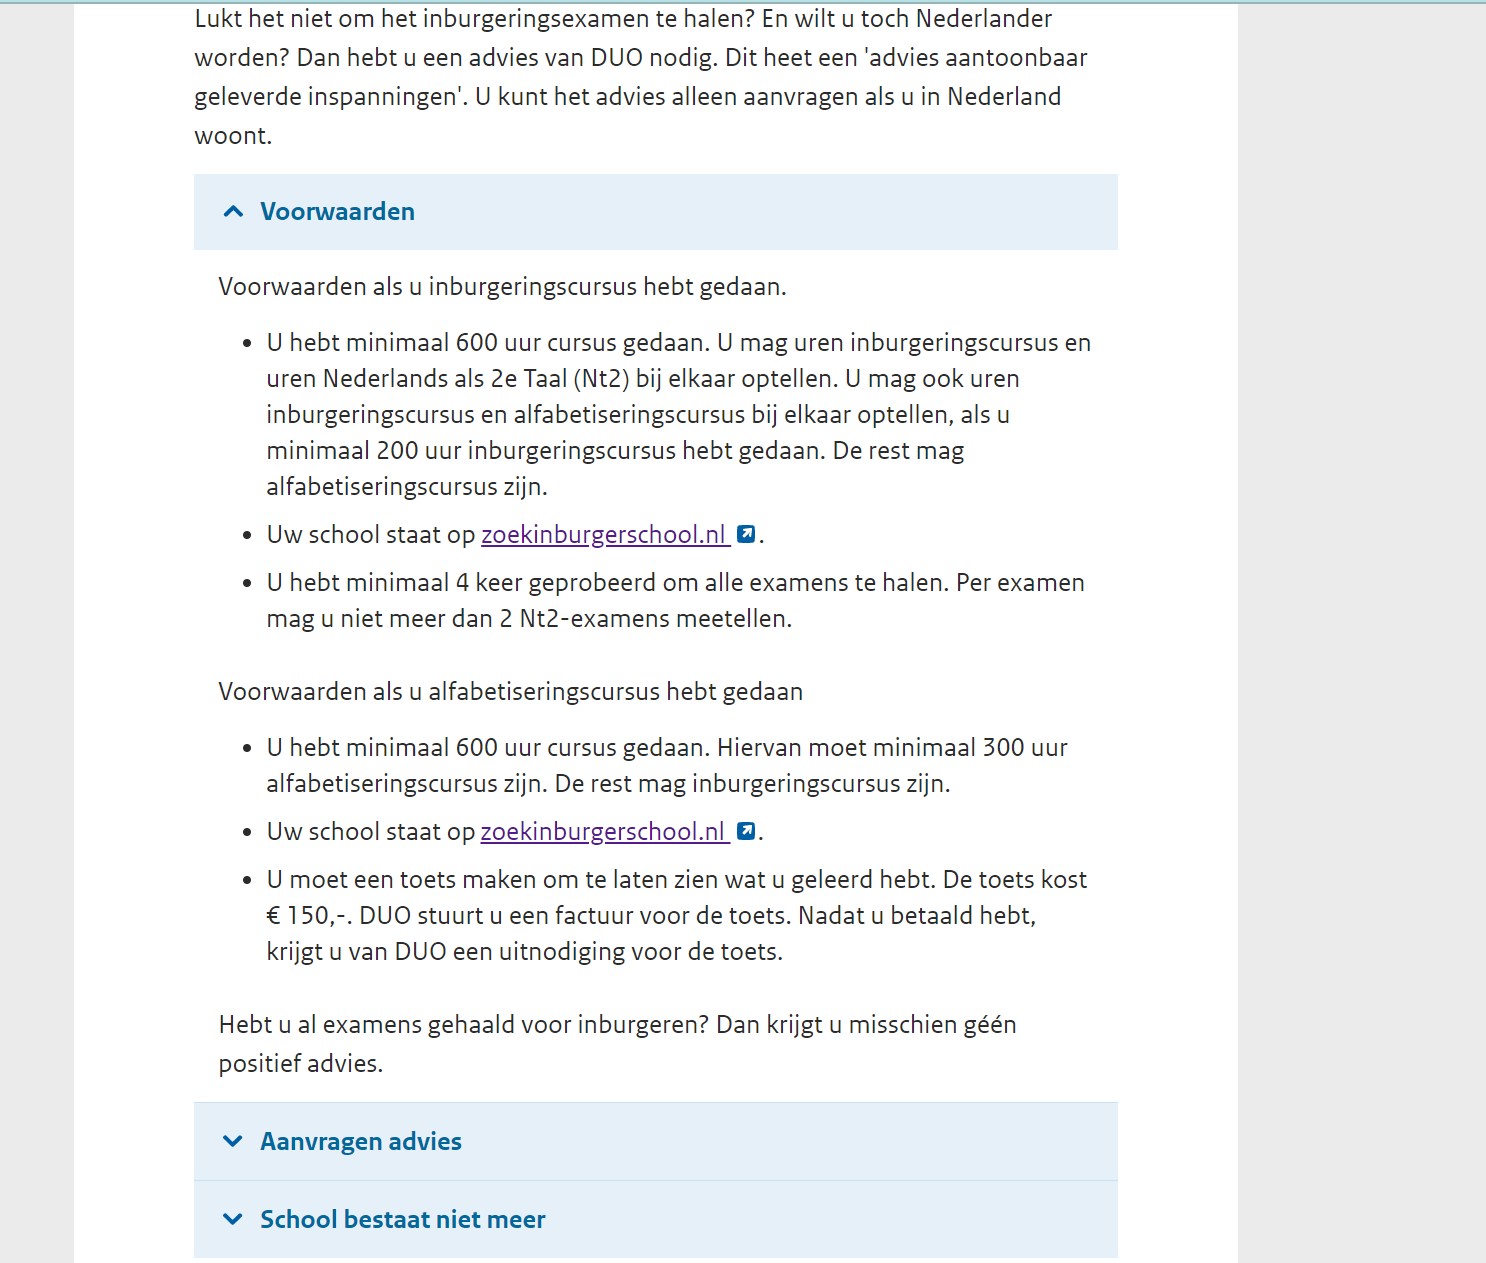 Lukt het niet om het inburgeringsexamen te halen? En wilt u toch Nederlander
worden? Dan hebt u een advies van DUO nodig. Dit heet een 'advies aantoonbaar
geleverde inspanningen'. U kunt het advies alleen aanvragen als u in Nederland
woont.
Voorwaarden
Voorwaarden als u inburgeringscursus hebt gedaan.
• U hebt minimaal 600 uur cursus gedaan. U mag uren inburgeringscursus en
uren Nederlands als 2e Taal (Nt2) bij elkaar optellen. U mag ook uren
inburgeringscursus en alfabetiseringscursus bij elkaar optellen, als u
minimaal 200 uur inburgeringscursus hebt gedaan. De rest mag
alfabetiseringscursus zijn.
• Uw school staat op zoekinburgerschool.nl .
• U hebt minimaal 4 keer geprobeerd om alle examens te halen. Per examen
mag u niet meer dan 2 Nt2-examens meetellen.
Voorwaarden als u alfabetiseringscursus hebt gedaan
• U hebt minimaal 600 uur cursus gedaan. Hiervan moet minimaal 300 uur
alfabetiseringscursus zijn. De rest mag inburgeringscursus zijn.
• Uw school staat op zoekinburgerschool.nl .
• U moet een toets maken om te laten zien wat u geleerd hebt. De toets kost
€ 150,-. DUO stuurt u een factuur voor de toets. Nadat u betaald hebt,
krijgt u van DUO een uitnodiging voor de toets.
Hebt u al examens gehaald voor inburgeren? Dan krijgt u misschien géén
positief advies.
Aanvragen advies
School bestaat niet meer